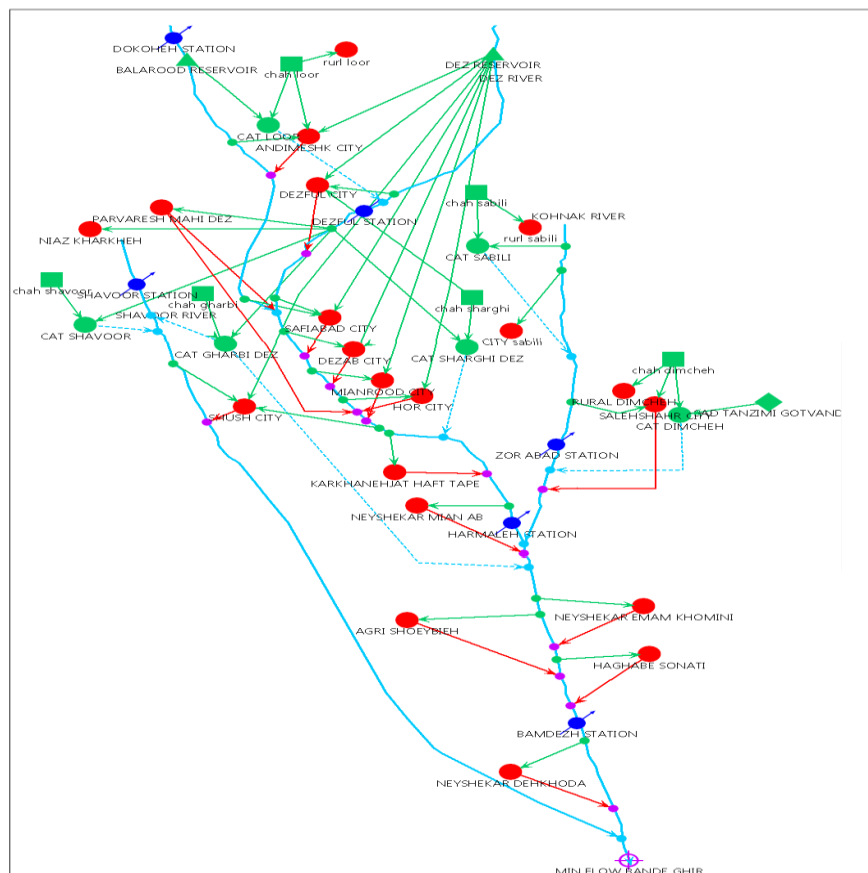 DOKOHEH STATION
BALAROOD RESERVOIR
chah loor
rurl loor
DEZ RESERVOIR
DEZ RIVER
CAT LOOR
ANDIMESHK CITY
DEZFUL CITY
chah sabili
PARVARESH MAHI DEZ
DEZFUL STATION
KOHNAK RIVER
NIAZ KHARKHEH
rurl sabili
CAT SABILI
chah shavoor
SHAVOOR STATION
chah gharbi
chah sharghi
SHAVOOR RIVER
SAFIABAD CITY
CITY sabili
CAT SHAVOOR
CAT GHARBI DEZ
DEZAB CITY
CAT SHARGHI DEZ
chah dimcheh
MIANROOD CITY
HOR CITY
RURAL DIMCHEH
SHUSH CITY
SALEHSHAHR CITY
SAD TANZIMI GOTVAND
CAT DIMCHEH
ZOR ABAD STATION
KARKHANEHJAT HAFT TAPE
NEYSHEKAR MIAN AB
HARMALEH STATION
NEYSHEKAR EMAM KHOMINI
AGRI SHOEYBIEH
HAGHABE SONATI
BAMDEZH STATION
NEYSHEKAR DEHKHODA
MIN FLOW BANDE GHIR